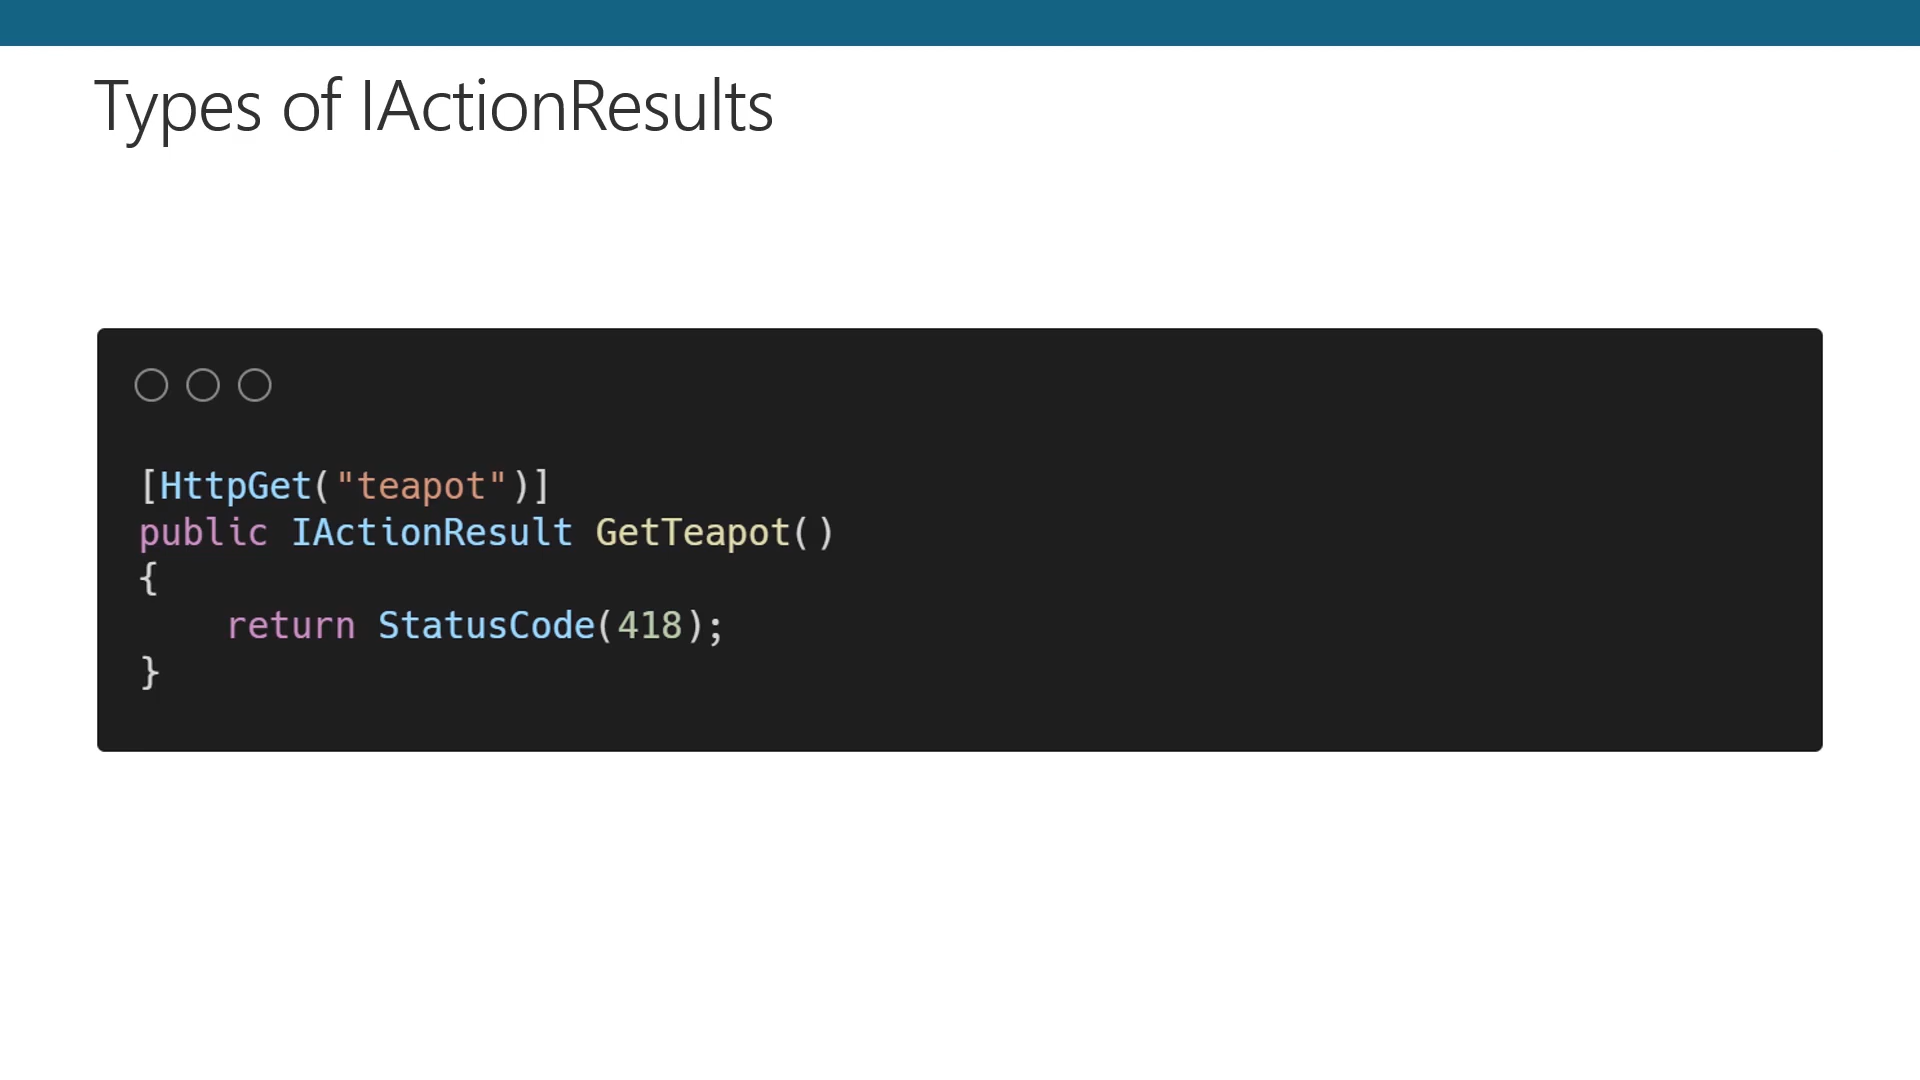 Types of IActionResults
[HttpGet("teapot")]
public IActionResult GetTeapot()
{
    return StatusCode(418);
}